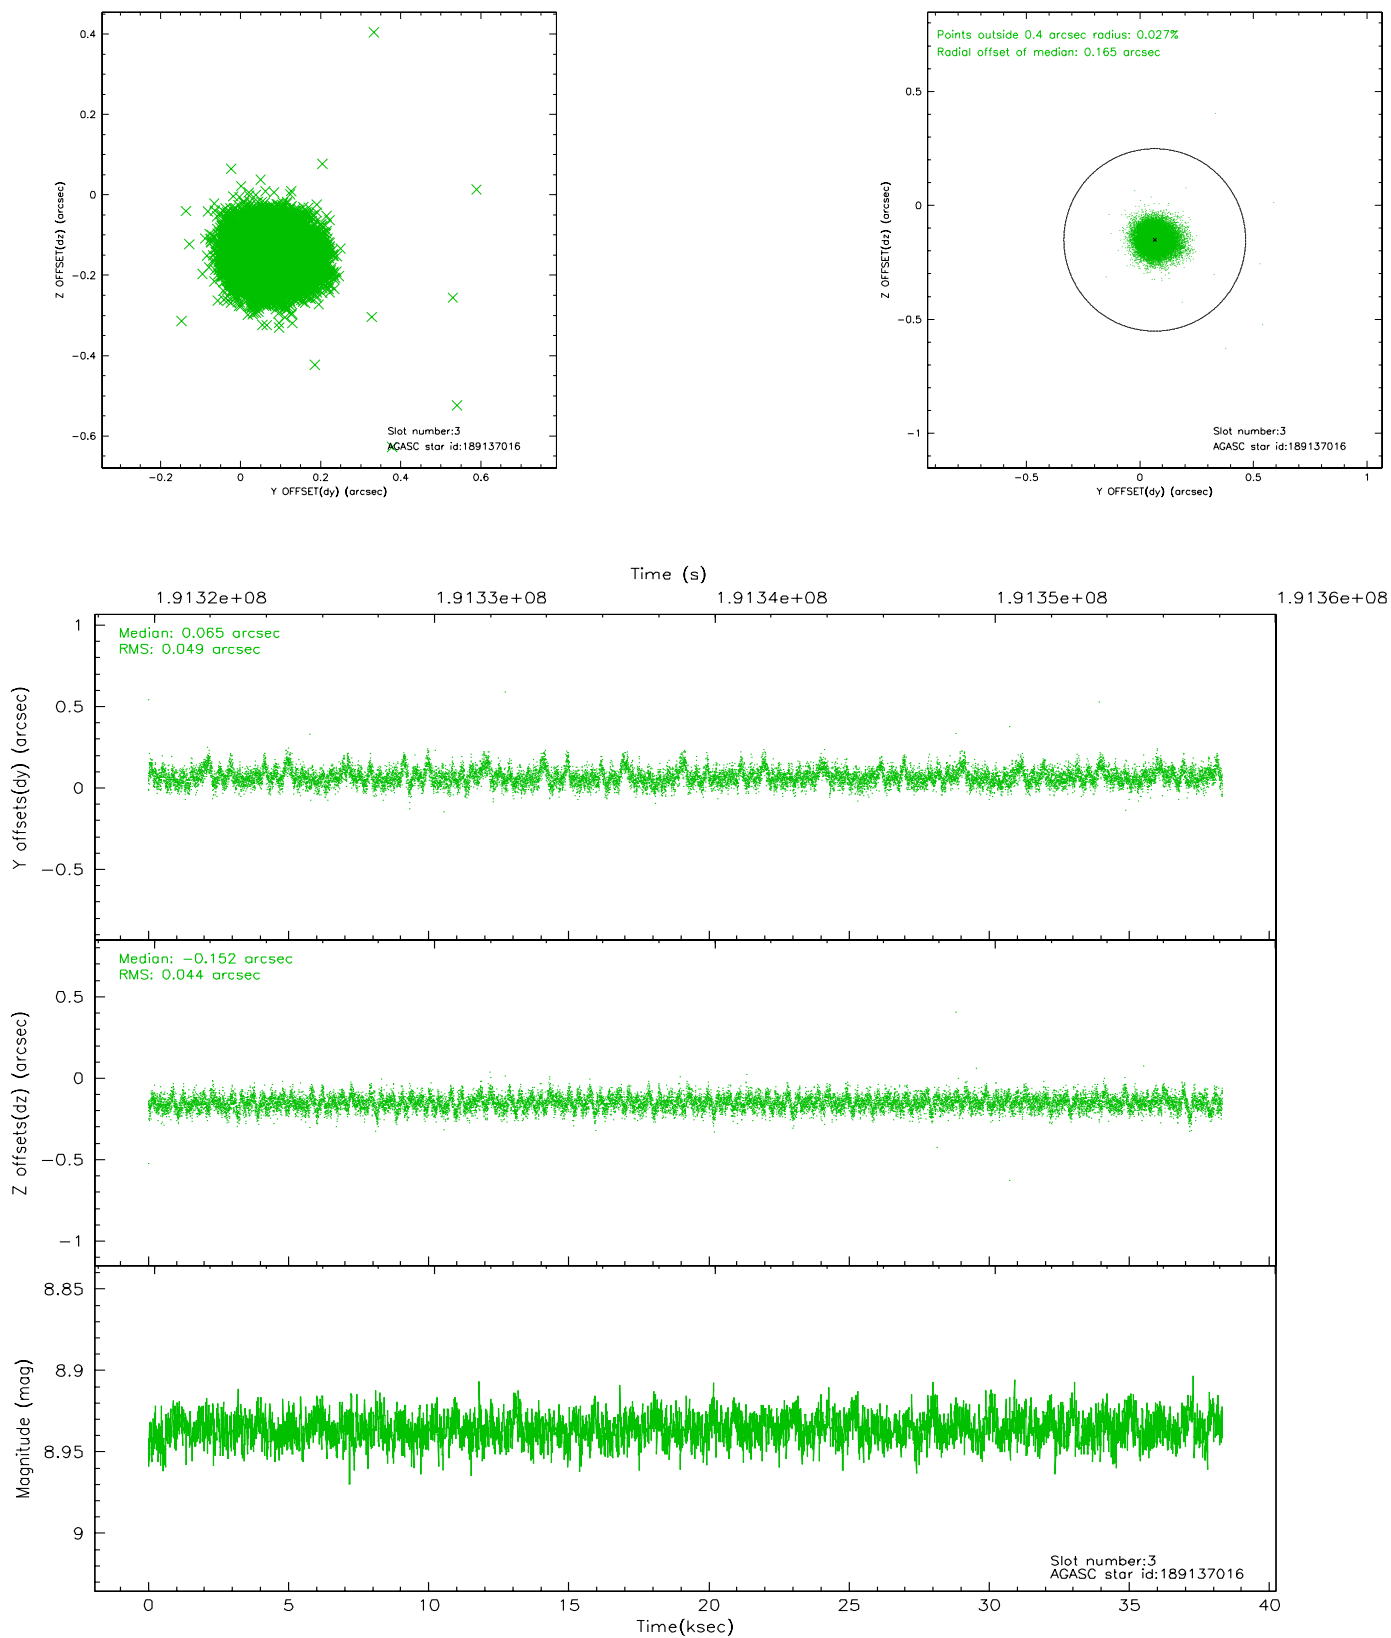 0.4
0.2
0
−0.2
−0.4
−0.6
Z OFFSET(dz) (arcsec)
Slot number:3
AGASC star id:189137016
−0.2 0 0.2 0.4 0.6
Y OFFSET(dy) (arcsec)
Points outside 0.4 arcsec radius: 0.027%
Radial offset of median: 0.165 arcsec
0.5
0
−0.5
−1
Z OFFSET(dz) (arcsec)
Slot number:3
AGASC star id:189137016
−0.5 0 0.5 1
Y OFFSET(dy) (arcsec)
Time (s)
1.9132e+08 1.9133e+08 1.9134e+08 1.9135e+08 1.9136e+08
Median: 0.065 arcsec
RMS: 0.049 arcsec
1
0.5
0
−0.5
Y offsets(dy) (arcsec)
Median: −0.152 arcsec
RMS: 0.044 arcsec
0.5
0
−0.5
−1
Z offsets(dz) (arcsec)
8.85
8.9
8.95
9
Magnitude (mag)
Slot number:3
AGASC star id:189137016
0 5 10 15 20 25 30 35 40
Time(ksec)